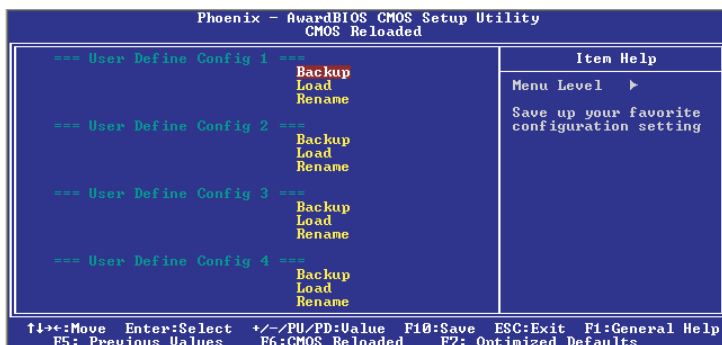 Phoenix - AwardBIOS CMOS Setup Utility
CMOS Reloaded
=== User Define Config 1 ===
Backup
Load
Rename
=== User Define Config 2 ===
Backup
Load
Rename
=== User Define Config 3 ===
Backup
Load
Rename
=== User Define Config 4 ===
Backup
Load
Rename
Item Help
Menu Level ▶
Save up your favorite
configuration setting
↑↓→←:Move Enter:Select +/-/PU/PD:Value F10:Save ESC:Exit F1:General Help
F5: Previous Values F6:CMOS Reloaded F7: Optimized Defaults